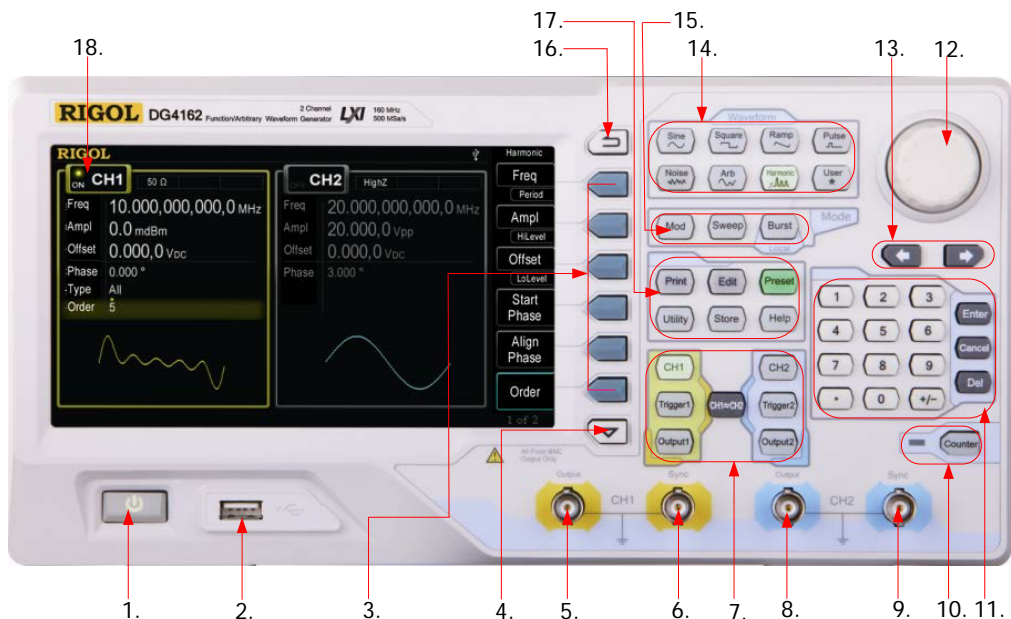 17.
15.
18.
16.
14.
13.
12.
RIGOL DG4162 Function/Arbitrary Waveform Generator
2 Channel
LXI
160 MHz
500 MSa/s
RIGOL
Harmonic
ON CH1 50 Ω
Freq 10.000,000,000,0 MHz
Ampl 0.0 mdBm
Offset 0.000,0 VDC
Phase 0.000 °
Type All
Order 5
OFF CH2 HighZ
Freq 20.000,000,000,0 MHz
Ampl 20.000,0 Vpp
Offset 0.000,0 VDC
Phase 3.000 °
Freq
Period
Ampl
HiLevel
Offset
LoLevel
Start
Phase
Align
Phase
Order
1 of 2
Waveform
Sine Square Ramp Pulse
Noise Arb Harmonic User
Mod Sweep Burst Mode
Local
Print Edit Preset
Utility Store Help
CH1 CH2
Trigger1 CH1⇌CH2 Trigger2
Output1 Output2
1 2 3 Enter
4 5 6 Cancel
7 8 9 Del
· 0 +/-
Counter
Output Sync Output Sync
CH1 CH2
1. 2. 3. 4. 5. 6. 7. 8. 9. 10. 11.